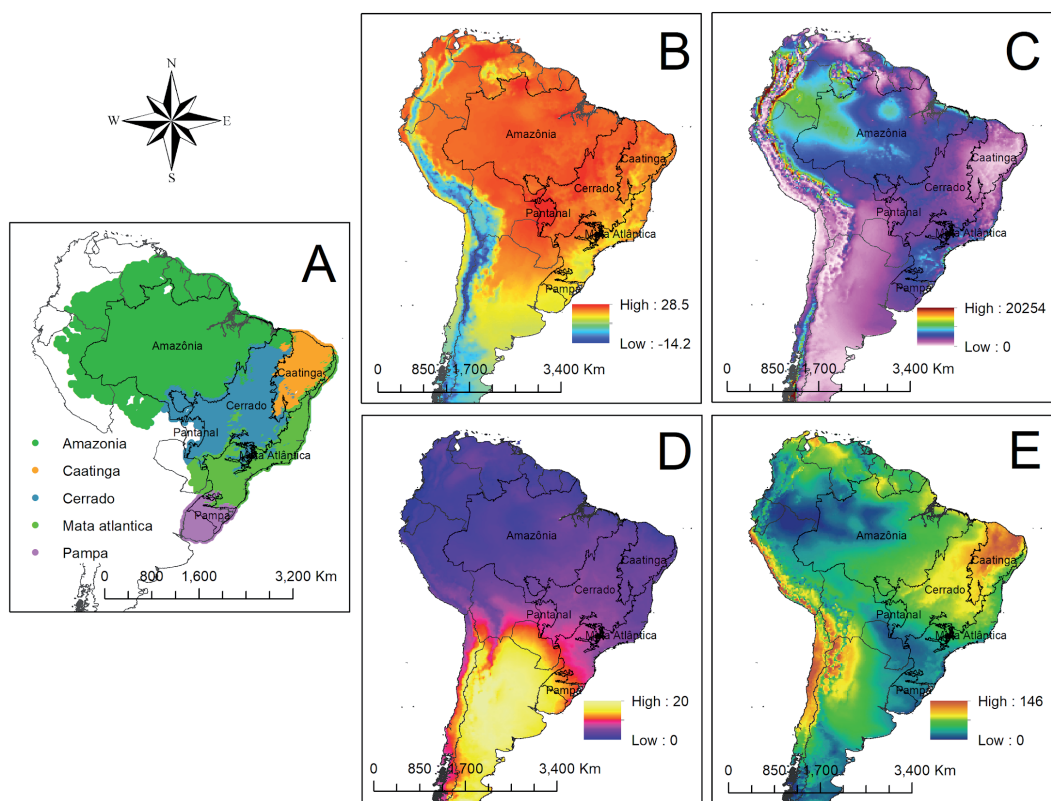 N
W
E
S
A
Amazônia
Caatinga
Cerrado
Pantanal
Mata Atlântica
Pampa
Amazonia
Caatinga
Cerrado
Mata atlantica
Pampa
0 800 1,600 3,200 Km
B
Amazônia
Caatinga
Cerrado
Pantanal
Mata Atlântica
Pampa
High : 28.5
Low : -14.2
0 850 1,700 3,400 Km
C
Amazônia
Caatinga
Cerrado
Pantanal
Mata Atlântica
Pampa
High : 20254
Low : 0
0 850 1,700 3,400 Km
D
Amazônia
Caatinga
Cerrado
Pantanal
Mata Atlântica
Pampa
High : 20
Low : 0
0 850 1,700 3,400 Km
E
Amazônia
Caatinga
Cerrado
Pantanal
Mata Atlântica
Pampa
High : 146
Low : 0
0 850 1,700 3,400 Km